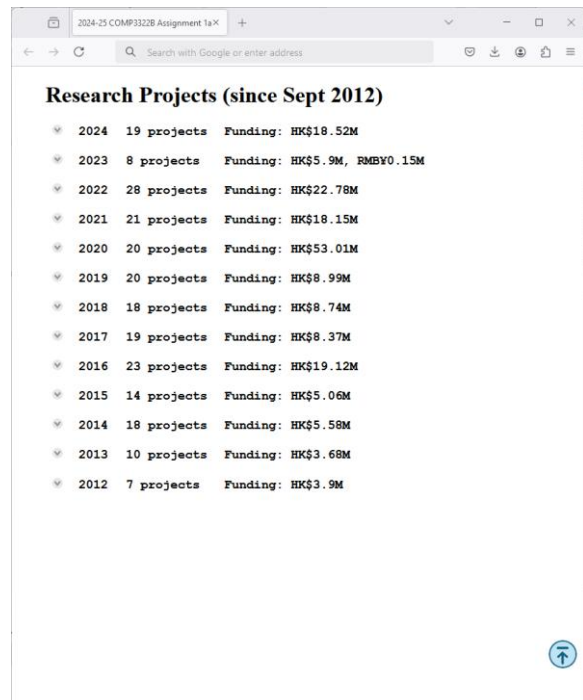 2024-25 COMP3322B Assignment 1a
Search with Google or enter address
Research Projects (since Sept 2012)
2024 19 projects Funding: HK$18.52M
2023 8 projects Funding: HK$5.9M, RMB¥0.15M
2022 28 projects Funding: HK$22.78M
2021 21 projects Funding: HK$18.15M
2020 20 projects Funding: HK$53.01M
2019 20 projects Funding: HK$8.99M
2018 18 projects Funding: HK$8.74M
2017 19 projects Funding: HK$8.37M
2016 23 projects Funding: HK$19.12M
2015 14 projects Funding: HK$5.06M
2014 18 projects Funding: HK$5.58M
2013 10 projects Funding: HK$3.68M
2012 7 projects Funding: HK$3.9M